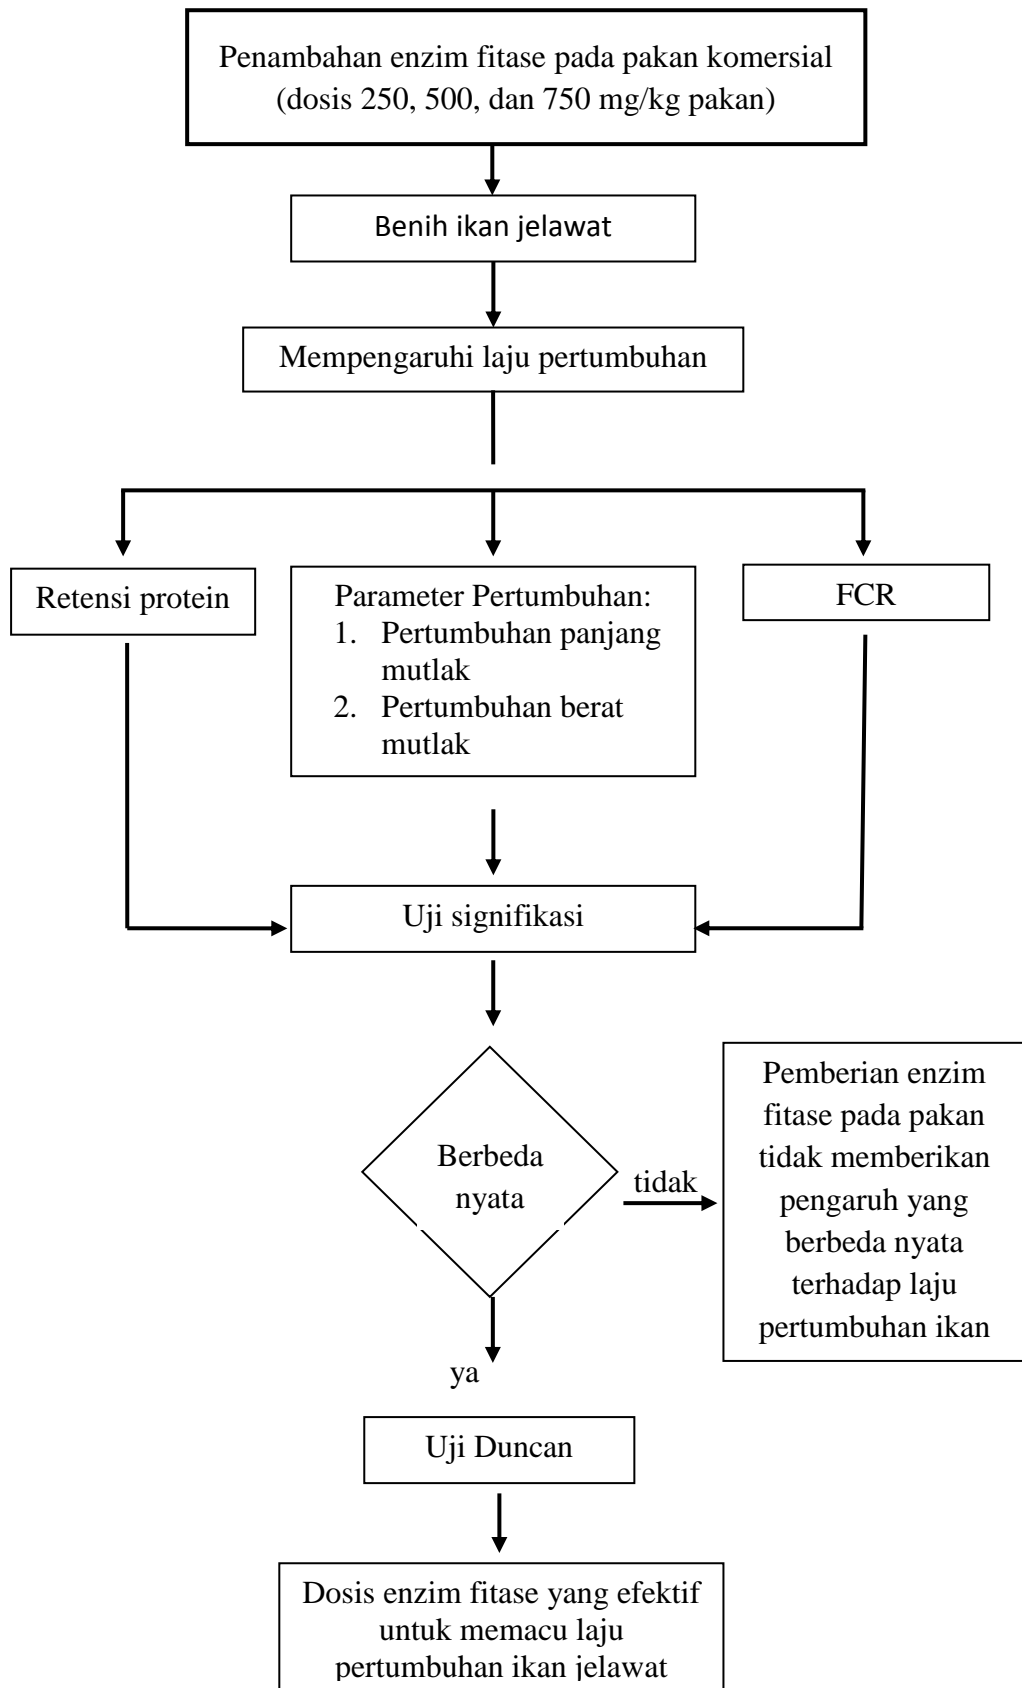 Penambahan enzim fitase pada pakan komersial
(dosis 250, 500, dan 750 mg/kg pakan)
Benih ikan jelawat
Mempengaruhi laju pertumbuhan
Retensi protein
Parameter Pertumbuhan:
1. Pertumbuhan panjang
mutlak
2. Pertumbuhan berat
mutlak
FCR
Uji signifikasi
Berbeda
nyata
tidak
Pemberian enzim
fitase pada pakan
tidak memberikan
pengaruh yang
berbeda nyata
terhadap laju
pertumbuhan ikan
ya
Uji Duncan
Dosis enzim fitase yang efektif
untuk memacu laju
pertumbuhan ikan jelawat